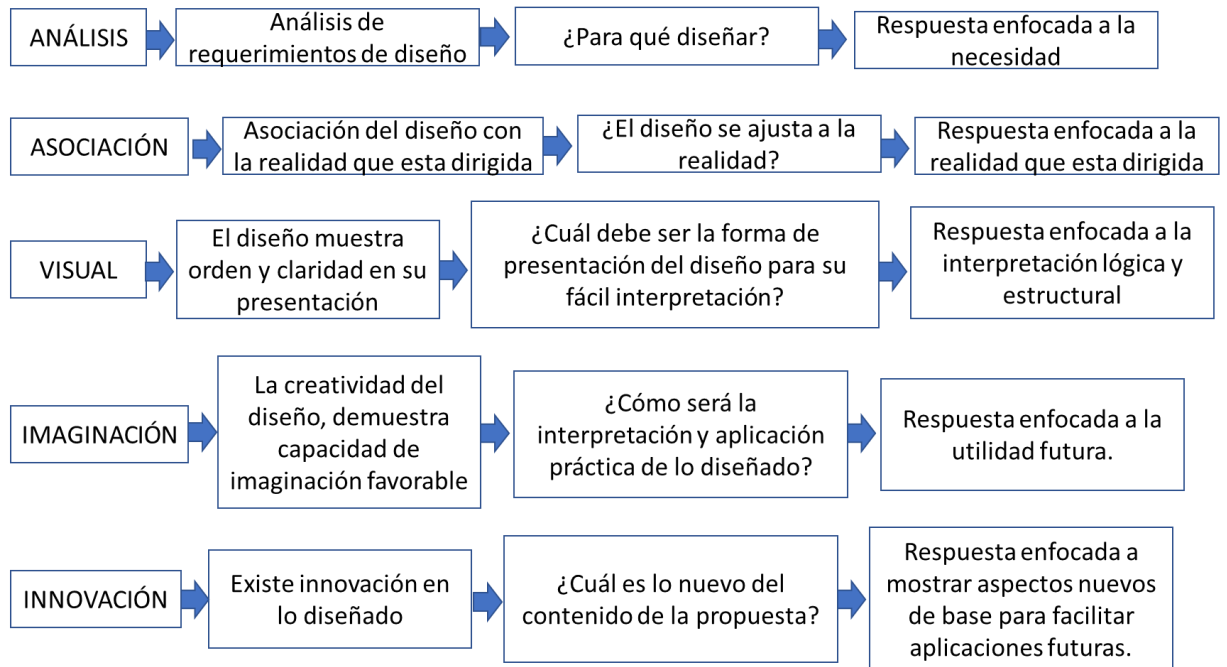 ANÁLISIS
Análisis de
requerimientos de diseño
¿Para qué diseñar?
Respuesta enfocada a la
necesidad
ASOCIACIÓN
Asociación del diseño con
la realidad que esta dirigida
¿El diseño se ajusta a la
realidad?
Respuesta enfocada a la
realidad que esta dirigida
VISUAL
El diseño muestra
orden y claridad en su
presentación
¿Cuál debe ser la forma de
presentación del diseño para su
fácil interpretación?
Respuesta enfocada a la
interpretación lógica y
estructural
IMAGINACIÓN
La creatividad del
diseño, demuestra
capacidad de
imaginación favorable
¿Cómo será la
interpretación y aplicación
práctica de lo diseñado?
Respuesta enfocada a la
utilidad futura.
INNOVACIÓN
Existe innovación en
lo diseñado
¿Cuál es lo nuevo del
contenido de la propuesta?
Respuesta enfocada a
mostrar aspectos nuevos
de base para facilitar
aplicaciones futuras.